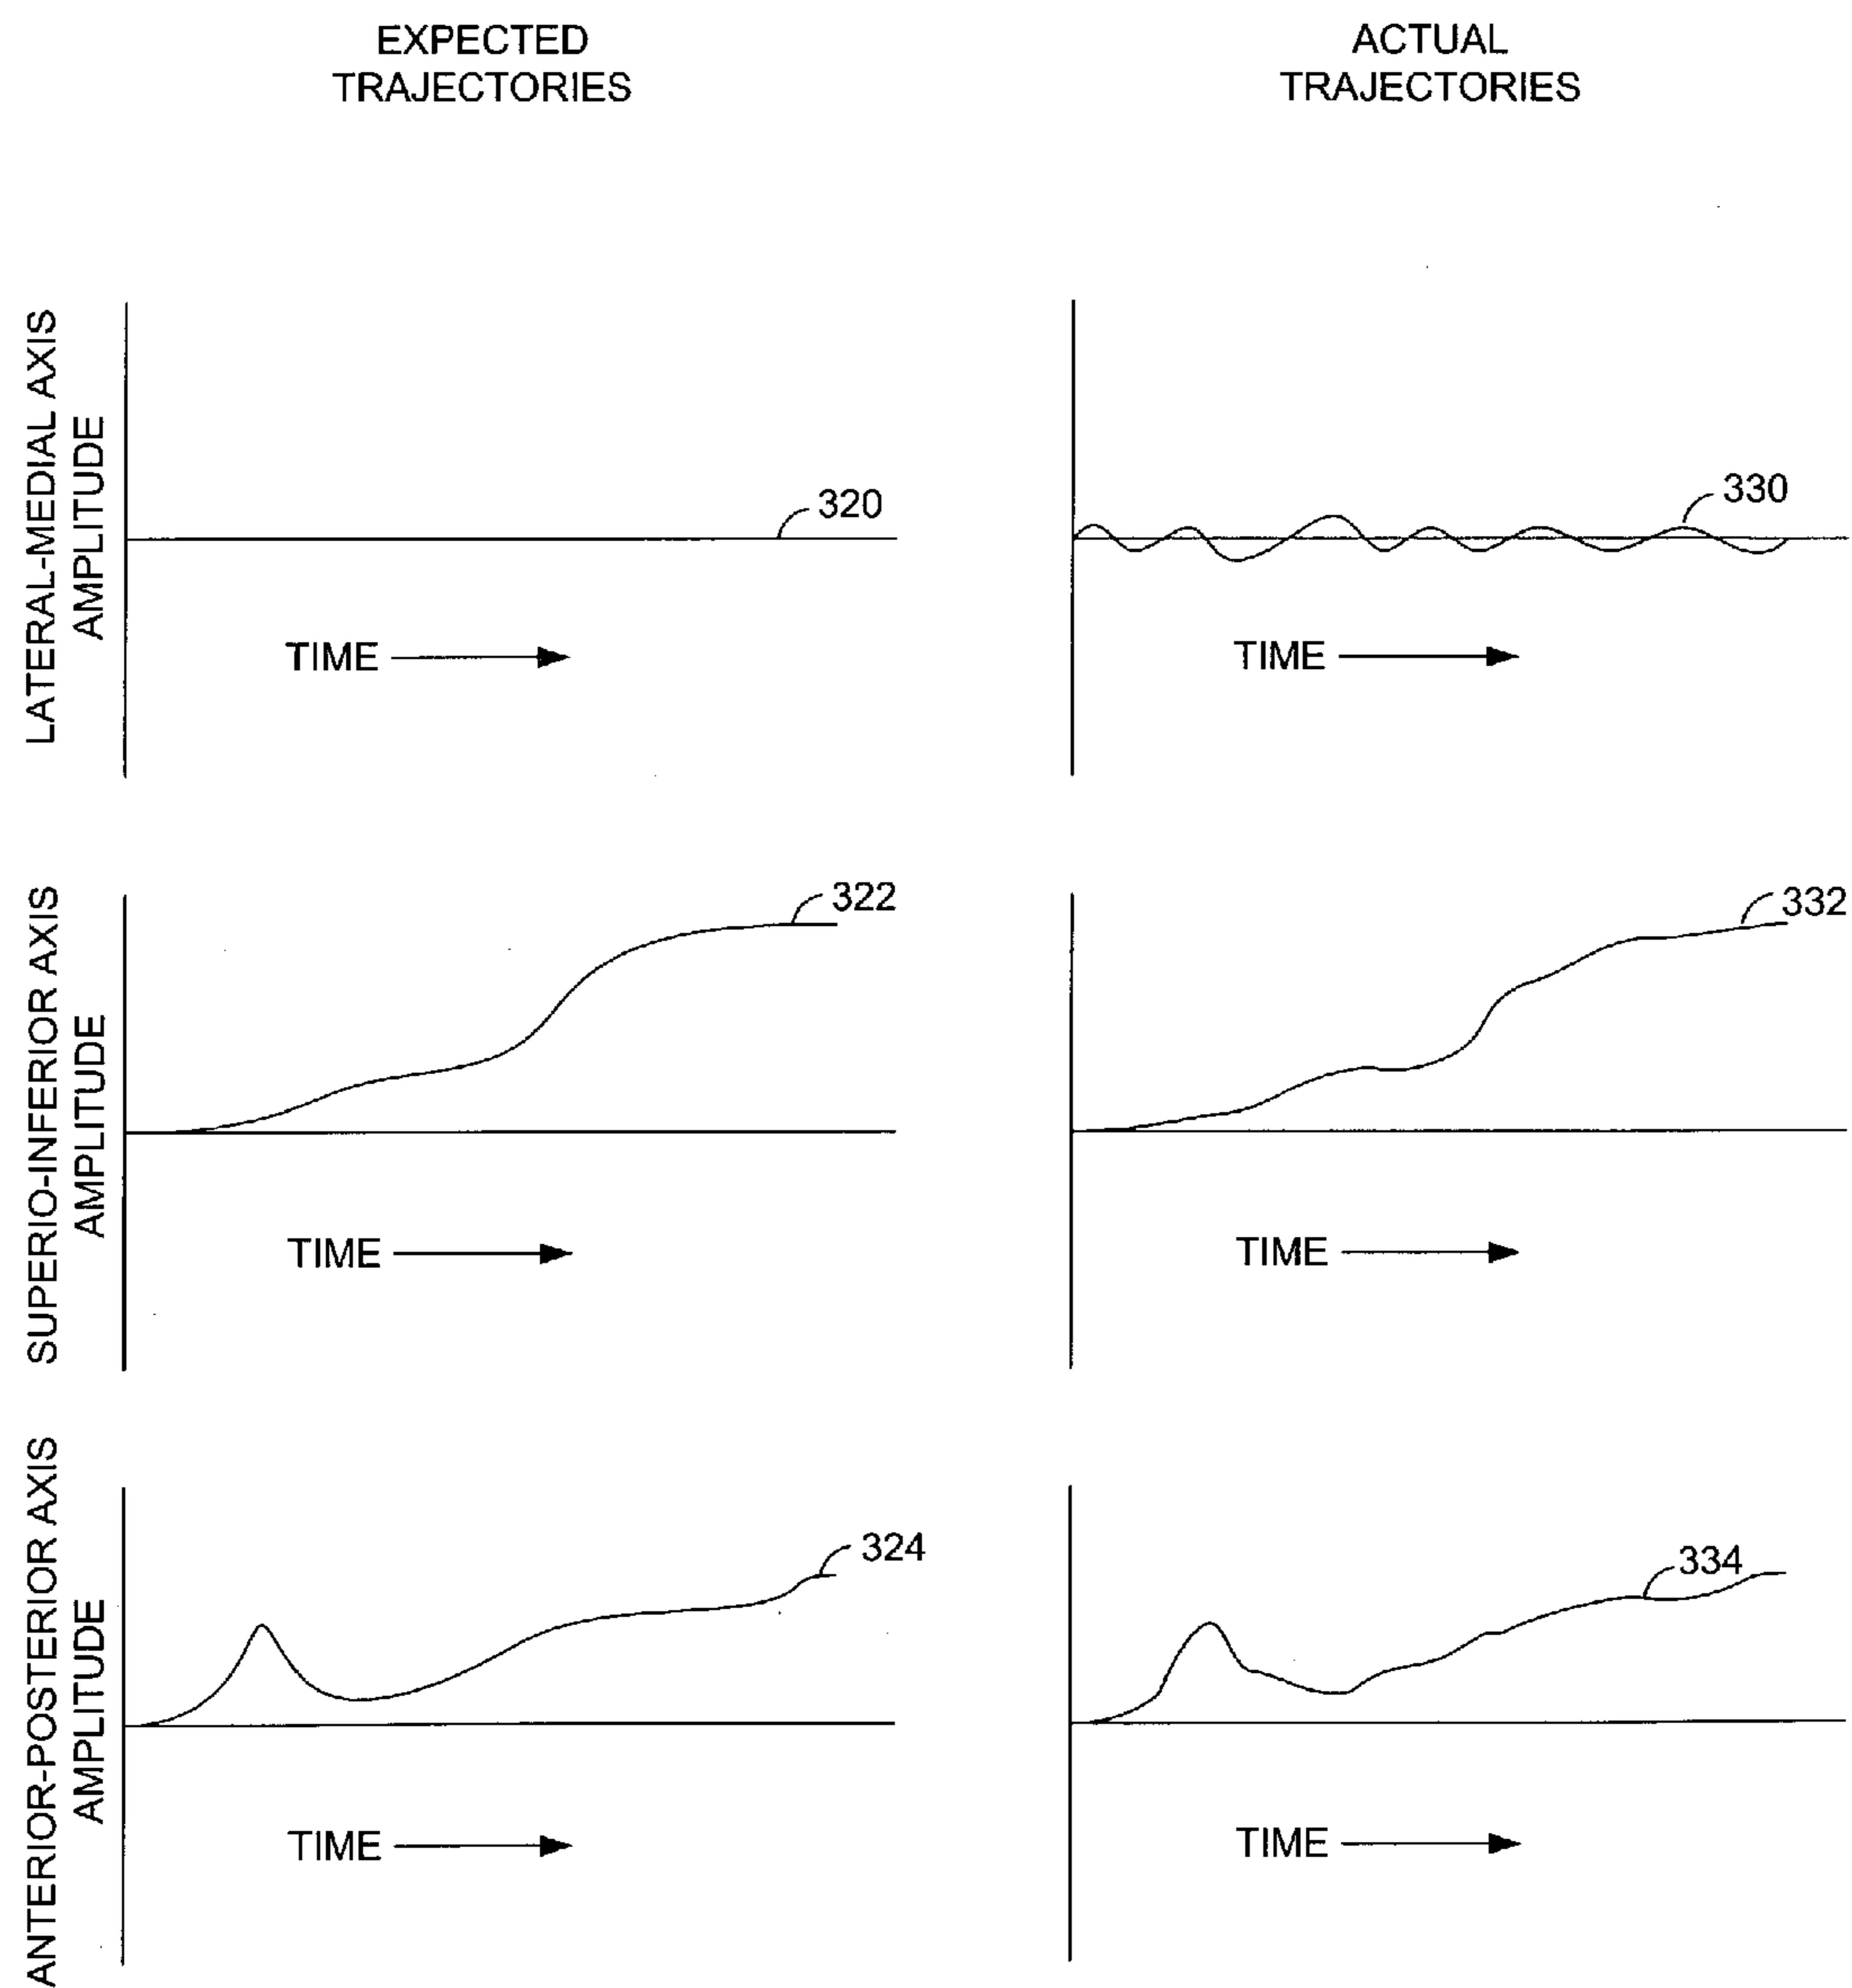 EXPECTED
TRAJECTORIES
ACTUAL
TRAJECTORIES
LATERAL-MEDIAL AXIS
AMPLITUDE
320
TIME
330
TIME
SUPERIO-INFERIOR AXIS
AMPLITUDE
322
TIME
332
TIME
ANTERIOR-POSTERIOR AXIS
AMPLITUDE
324
TIME
334
TIME